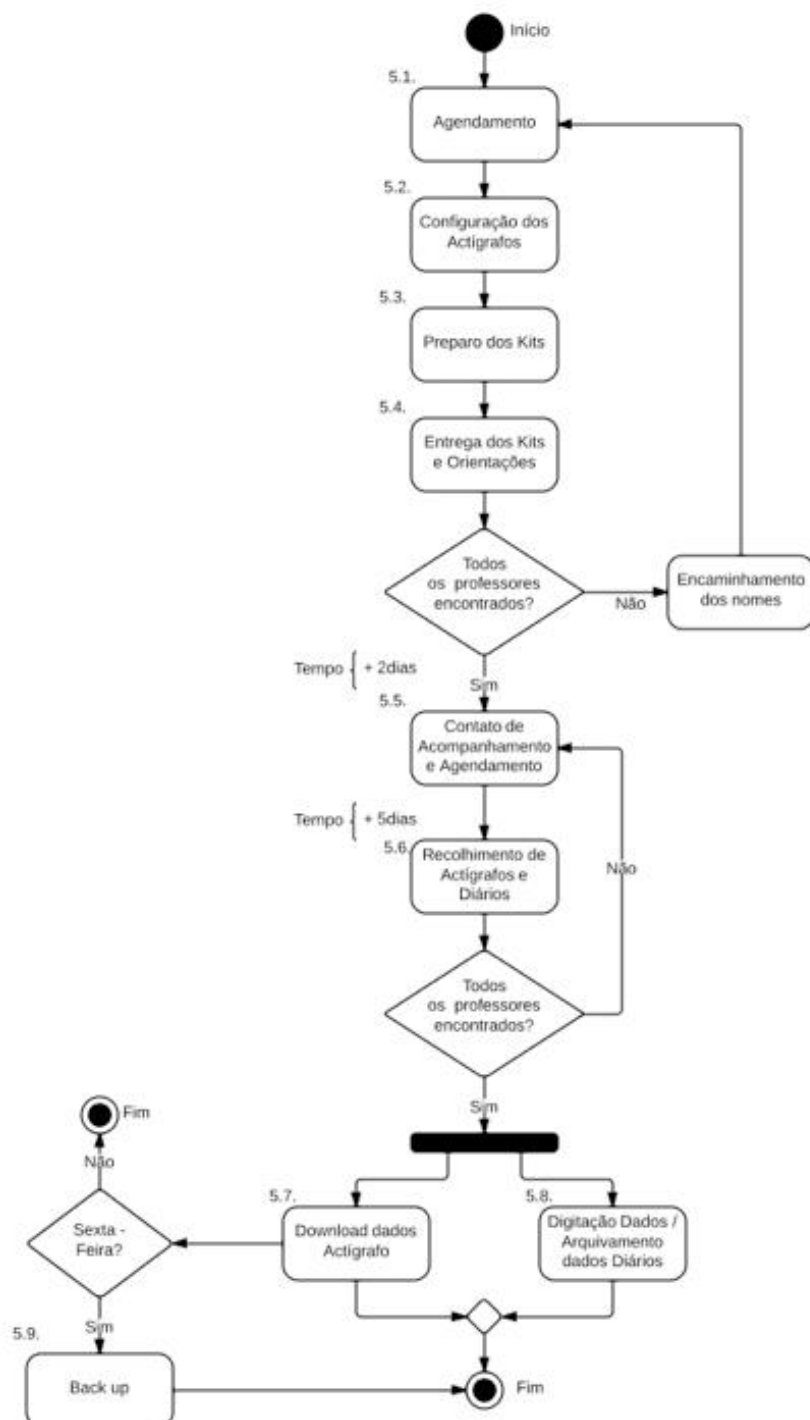 Início
5.1.
Agendamento
5.2.
Configuração dos
Actígrafos
5.3.
Preparo dos Kits
5.4.
Entrega dos Kits
e Orientações
Todos
os professores
encontrados?
Não
Encaminhamento
dos nomes
Tempo { + 2dias
Sim
5.5.
Contato de
Acompanhamento
e Agendamento
Tempo { + 5dias
5.6.
Recolhimento de
Actígrafos e
Diários
Não
Todos
os professores
encontrados?
Sim
Fim
Não
5.7.
5.8.
Sexta -
Feira?
Download dados
Actígrafo
Digitação Dados /
Arquivamento
dados Diários
Sim
5.9.
Back up
Fim